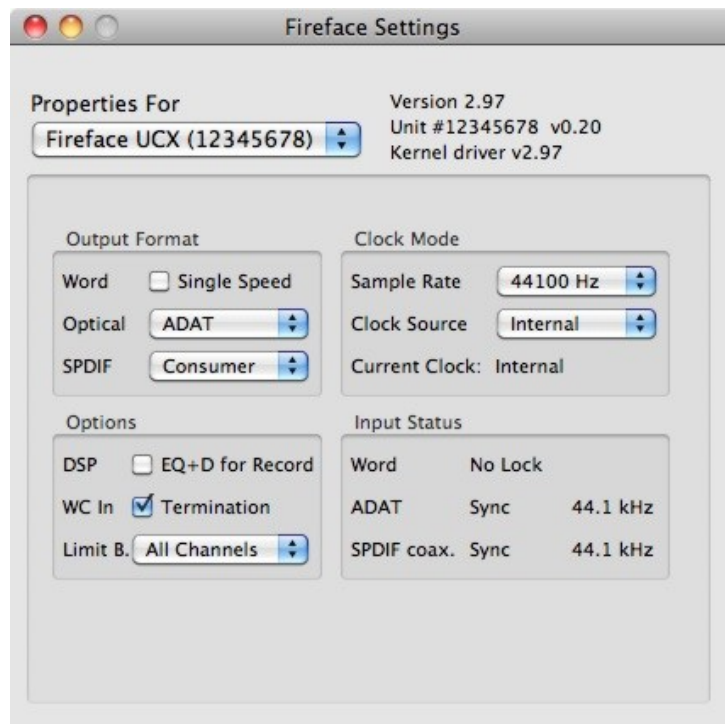 Fireface Settings
Properties For
Fireface UCX (12345678)
Version 2.97
Unit #12345678 v0.20
Kernel driver v2.97
Output Format
Word Single Speed
Optical ADAT
SPDIF Consumer
Clock Mode
Sample Rate 44100 Hz
Clock Source Internal
Current Clock: Internal
Options
DSP EQ+D for Record
WC In Termination
Limit B. All Channels
Input Status
Word No Lock
ADAT Sync 44.1 kHz
SPDIF coax. Sync 44.1 kHz